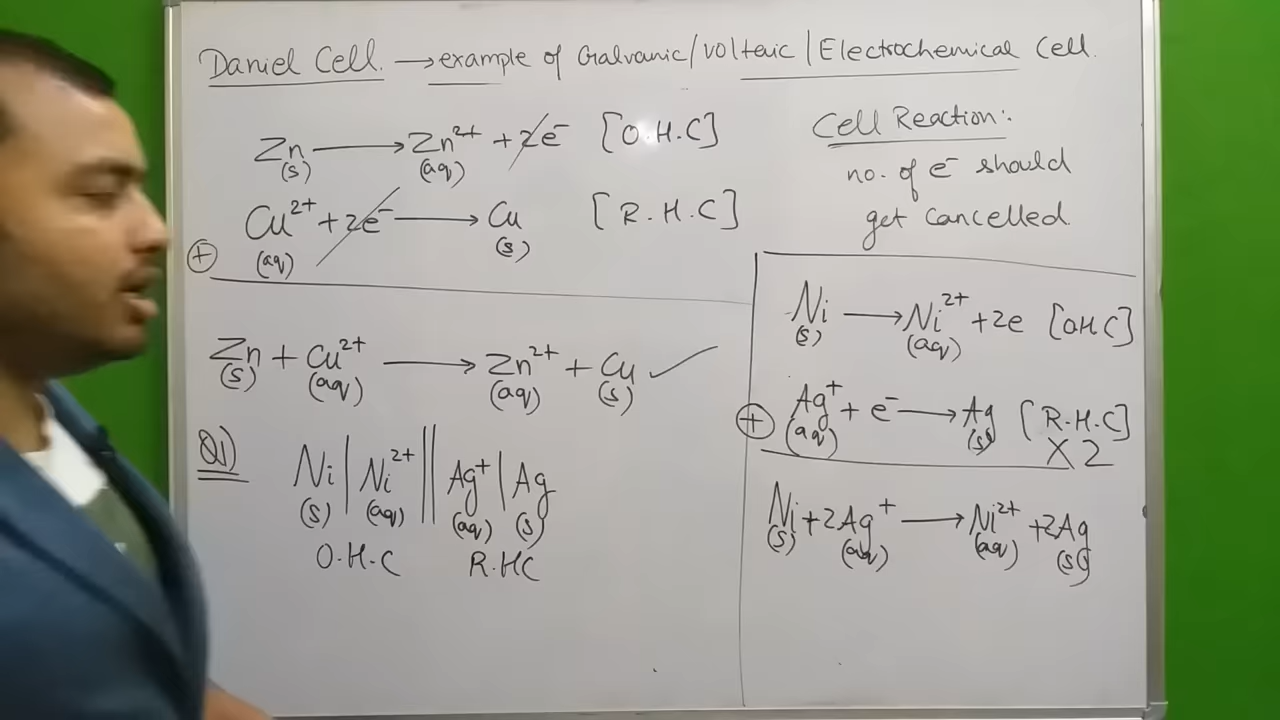 Daniel Cell. → example of Galvanic/volteuic | Electrochemical Cell.
Zn(s) → Zn²⁺(aq) + 2e⁻ [O.H.C]
Cu²⁺(aq) + 2e⁻ → Cu(s) [R.H.C]
⊕
Zn(s) + Cu²⁺(aq) → Zn²⁺(aq) + Cu(s) ✓
Q1)
Ni(s) | Ni²⁺(aq) || Ag⁺(aq) | Ag(s)
O.H.C R.HC
Cell Reaction:
no. of e⁻ should
get cancelled.
Ni(s) → Ni²⁺(aq) + 2e [OHC]
⊕ Ag⁺(aq) + e⁻ → Ag(s) [R.H.C]
X 2
Ni(s) + 2Ag⁺(aq) → Ni²⁺(aq) + 2Ag(s)